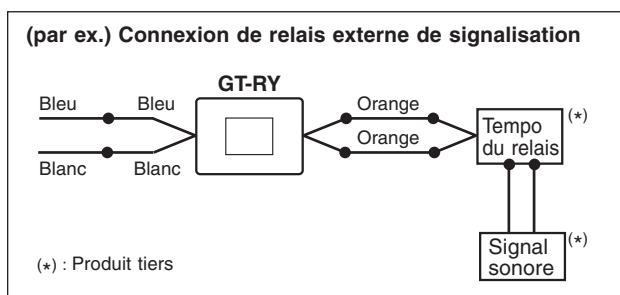 (par ex.) Connexion de relais externe de signalisation
GT-RY
Bleu
Bleu
Orange
Orange
Blanc
Blanc
Tempo
du relais
(*)
Signal
sonore
(*)
(*) : Produit tiers